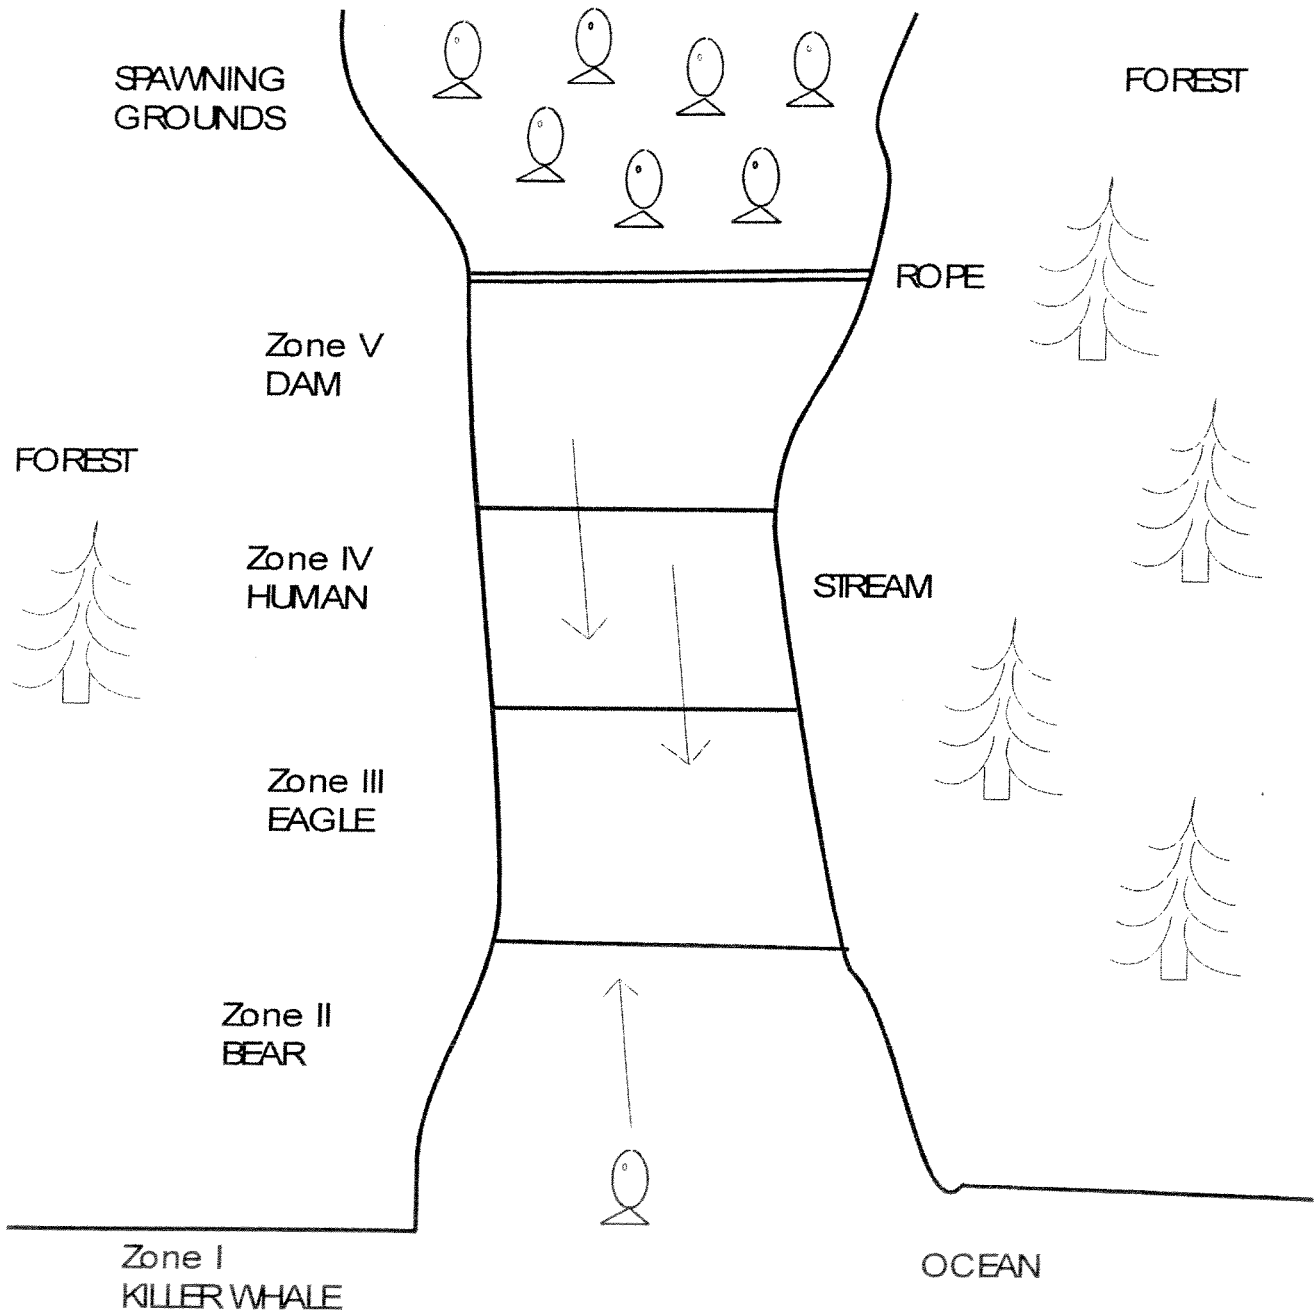 SPAWNING
GROUNDS
FOREST
ROPE
Zone V
DAM
FOREST
Zone IV
HUMAN
STREAM
Zone III
EAGLE
Zone II
BEAR
Zone I
KILLER WHALE
OCEAN